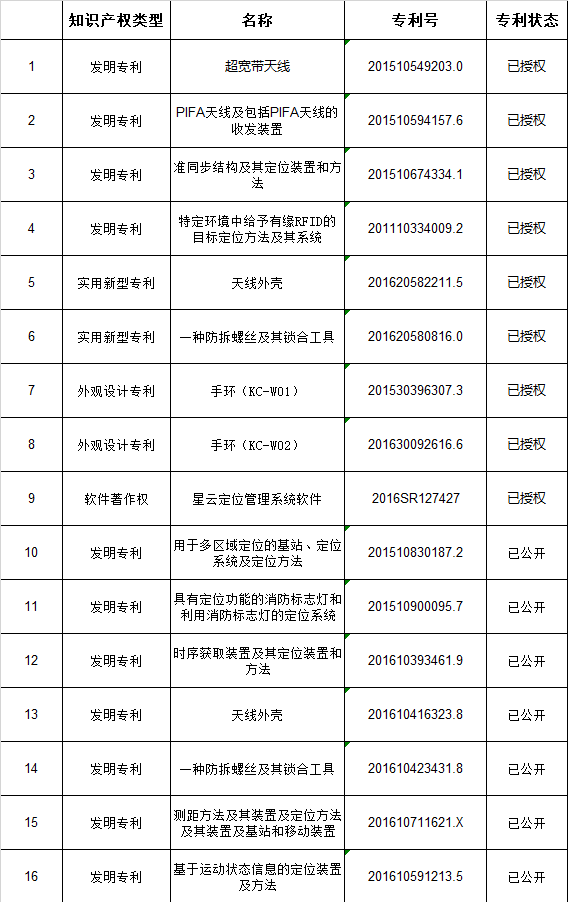 知识产权类型 名称 专利号 专利状态
1 发明专利 超宽带天线 201510549203.0 已授权
2 发明专利 PIFA天线及包括PIFA天线的
收发装置 201510594157.6 已授权
3 发明专利 准同步结构及其定位装置和方
法 201510674334.1 已授权
4 发明专利 特定环境中给予有缘RFID的
目标定位方法及其系统 201110334009.2 已授权
5 实用新型专利 天线外壳 201620582211.5 已授权
6 实用新型专利 一种防拆螺丝及其锁合工具 201620580816.0 已授权
7 外观设计专利 手环（KC-W01） 201530396307.3 已授权
8 外观设计专利 手环（KC-W02） 201630092616.6 已授权
9 软件著作权 星云定位管理系统软件 2016SR127427 已授权
10 发明专利 用于多区域定位的基站、定位
系统及定位方法 201510830187.2 已公开
11 发明专利 具有定位功能的消防标志灯和
利用消防标志灯的定位系统 201510900095.7 已公开
12 发明专利 时序获取装置及其定位装置和
方法 201610393461.9 已公开
13 发明专利 天线外壳 201610416323.8 已公开
14 发明专利 一种防拆螺丝及其锁合工具 201610423431.8 已公开
15 发明专利 测距方法及其装置及定位方法
及其装置及基站和移动装置 201610711621.X 已公开
16 发明专利 基于运动状态信息的定位装置
及方法 201610591213.5 已公开